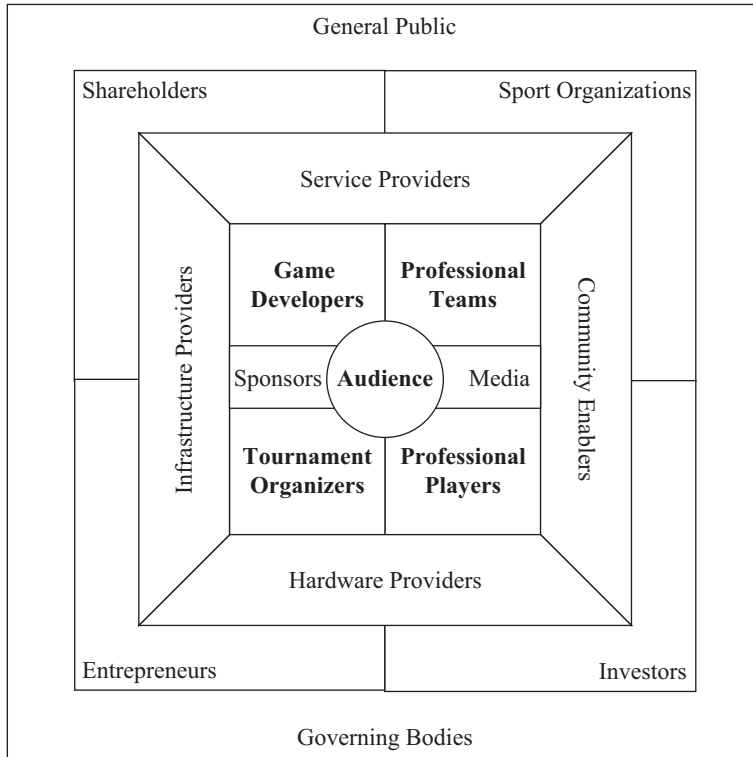 General Public
Shareholders
Sport Organizations
Service Providers
Infrastructure Providers
Game
Developers
Professional
Teams
Community Enablers
Sponsors
Audience
Media
Tournament
Organizers
Professional
Players
Hardware Providers
Entrepreneurs
Investors
Governing Bodies